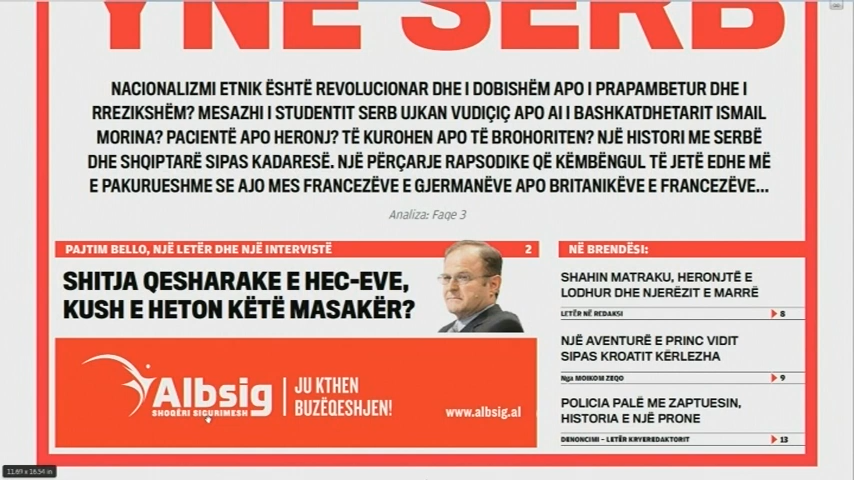 YNË SERB
NACIONALIZMI ETNIK ËSHTË REVOLUCIONAR DHE I DOBISHËM APO I PRAPAMBETUR DHE I
RREZIKSHËM? MESAZHI I STUDENTIT SERB UJKAN VUDIÇIÇ APO AI I BASHKATDHETARIT ISMAIL
MORINA? PACIENTË APO HERONJ? TË KUROHEN APO TË BROHORITEN? NJË HISTORI ME SERBË
DHE SHQIPTARË SIPAS KADARESË. NJË PËRÇARJE RAPSODIKE QË KËMBËNGUL TË JETË EDHE MË
E PAKURUESHME SE AJO MES FRANCEZËVE E GJERMANËVE APO BRITANIKËVE E FRANCEZËVE...
Analiza: Faqe 3
PAJTIM BELLO, NJË LETËR DHE NJË INTERVISTË 2
SHITJA QESHARAKE E HEC-EVE,
KUSH E HETON KËTË MASAKËR?
Albsig
SHOQËRI SIGURIMESH
JU KTHEN
BUZËQESHJEN!
www.albsig.al
NË BRENDËSI:
SHAHIN MATRAKU, HERONJTË E
LODHUR DHE NJERËZIT E MARRË
LETËR NË REDAKSI 8
NJË AVENTURË E PRINC VIDIT
SIPAS KROATIT KËRLEZHA
Nga MOIKOM ZEQO 9
POLICIA PALË ME ZAPTUESIN,
HISTORIA E NJË PRONE
DENONCIMI - LETËR KRYEREDAKTORIT 13
11.69 x 16.54 in